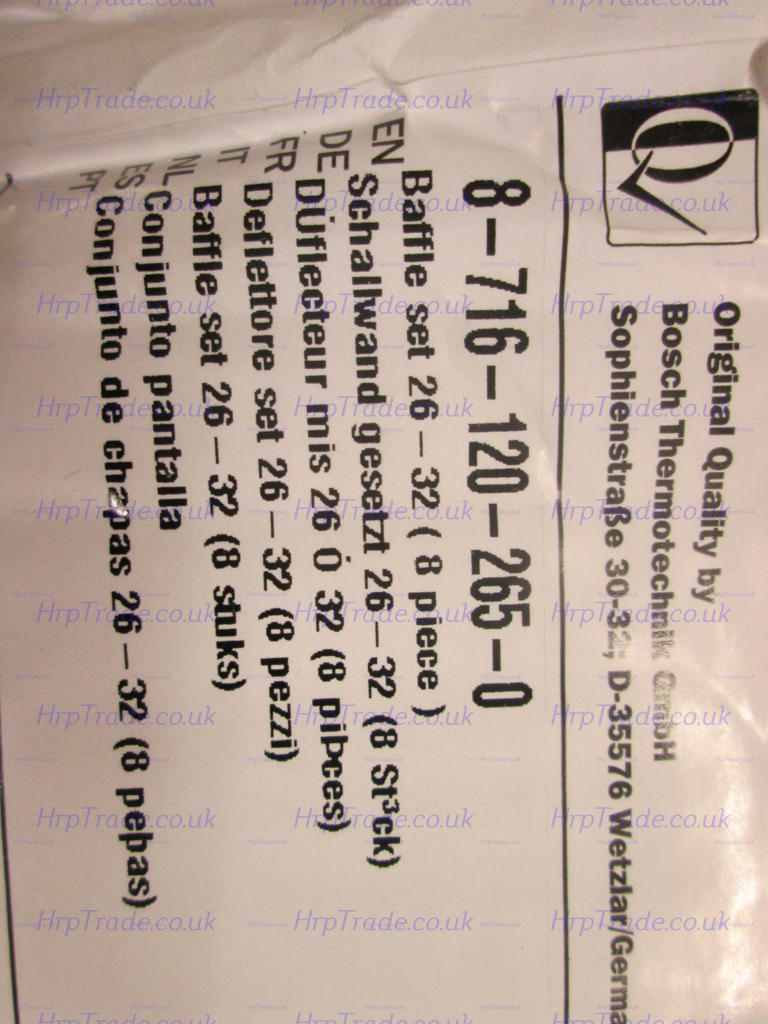 Original Quality by
Bosch Thermotechnik GmbH
Sophienstraße 30-32; D-35576 Wetzlar/Germa
8-716-120-265-0
EN Baffle set 26-32 ( 8 piece )
DE Schallwand gesetzt 26-32 (8 St³ck)
FR DÚflecteur mis 26 Ó 32 (8 piÞces)
IT Deflettore set 26-32 (8 pezzi)
NL Baffle set 26-32 (8 stuks)
ES Conjunto pantalla
PT Conjunto de chapas 26-32 (8 peþas)
HrpTrade.co.uk